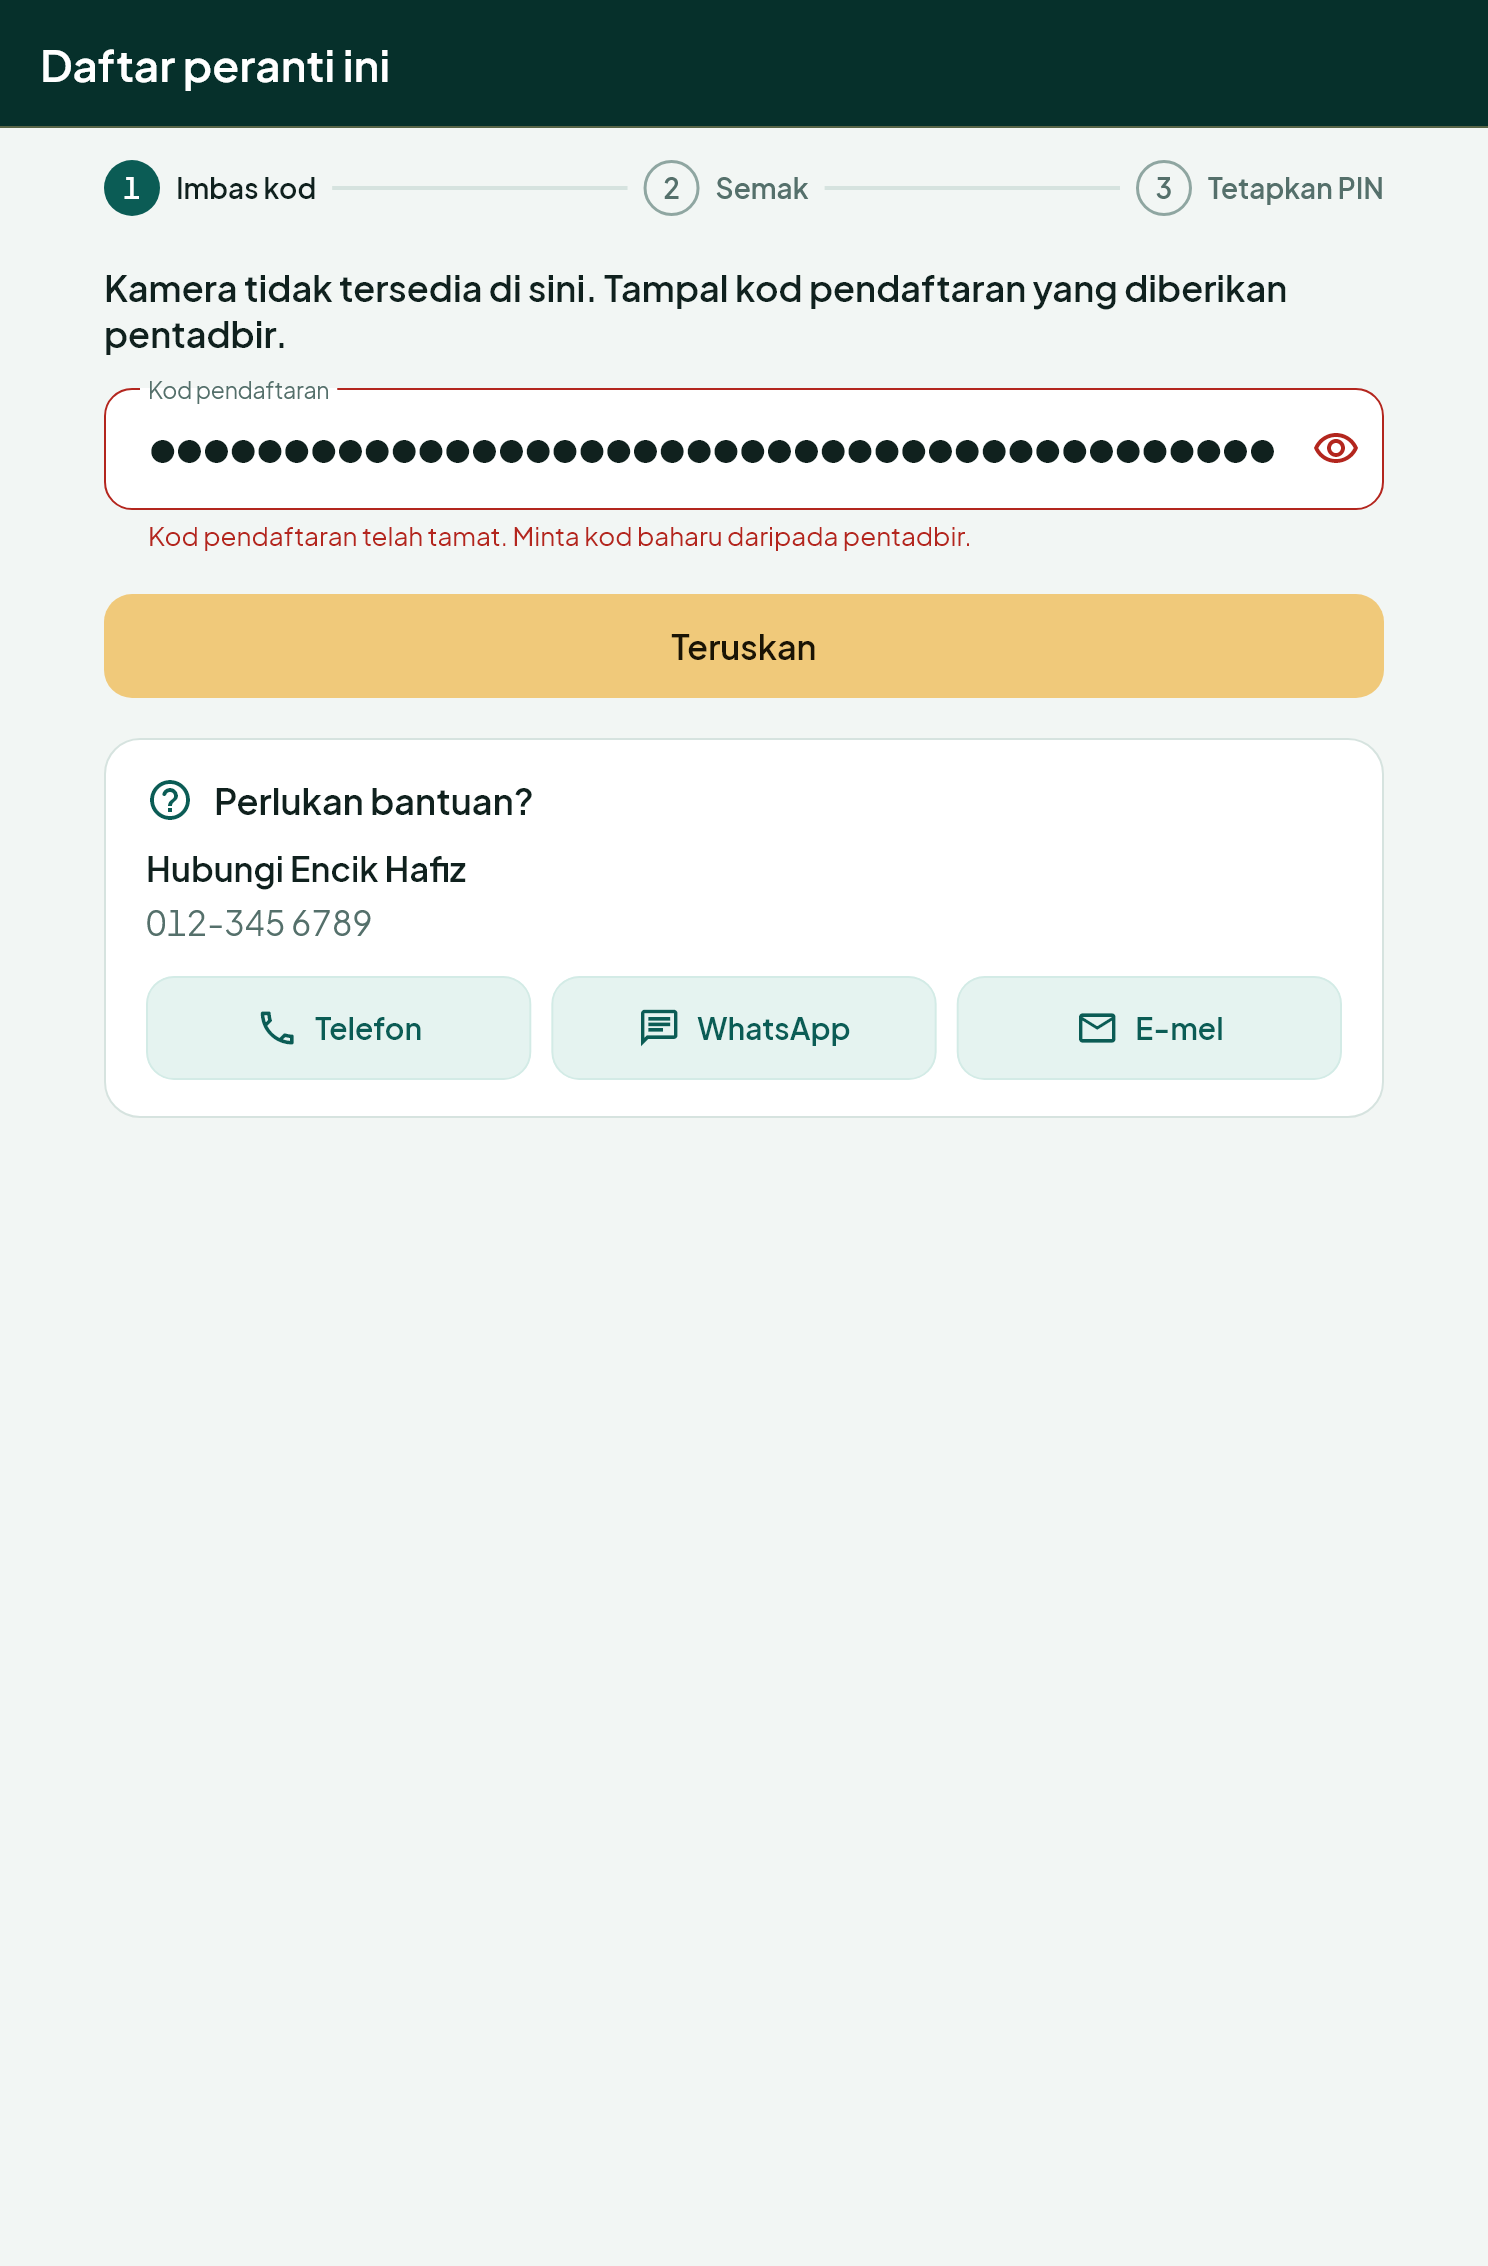 Daftar peranti ini
1 Imbas kod 2 Semak 3 Tetapkan PIN
Kamera tidak tersedia di sini. Tampal kod pendaftaran yang diberikan
pentadbir.
Kod pendaftaran
Kod pendaftaran telah tamat. Minta kod baharu daripada pentadbir.
Teruskan
Perlukan bantuan?
Hubungi Encik Hafiz
012-345 6789
Telefon WhatsApp E-mel